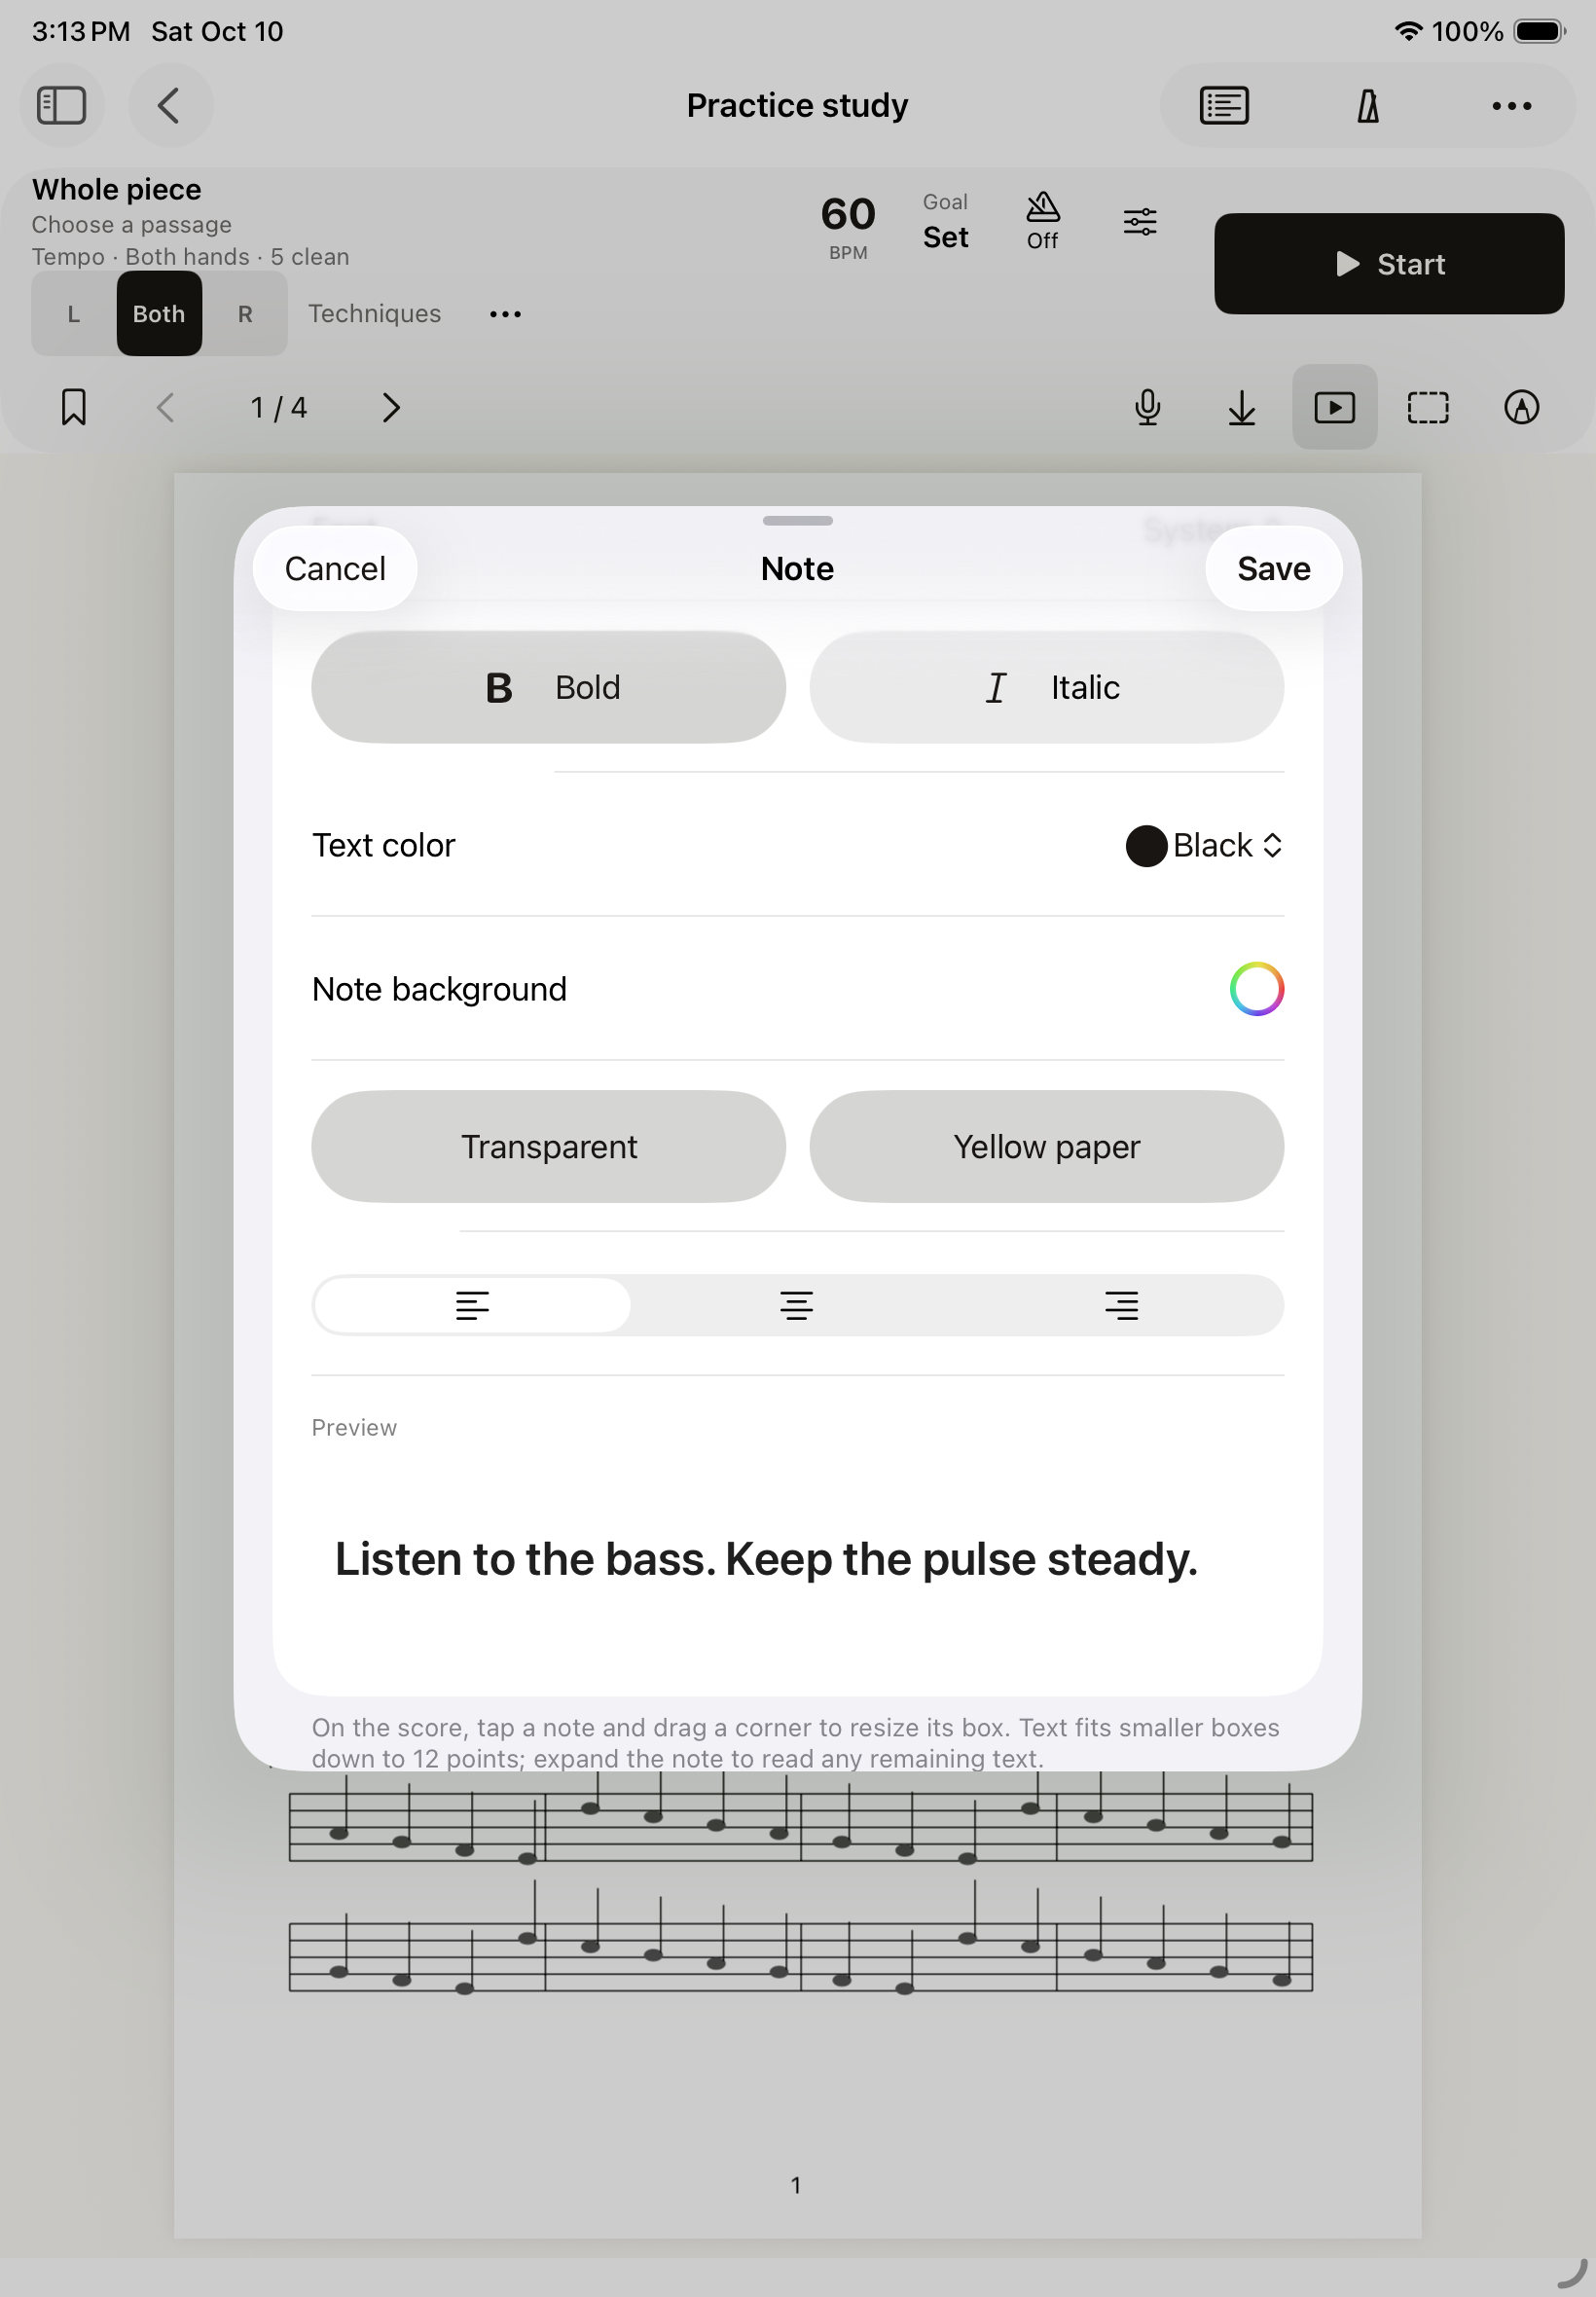 3:13 PM Sat Oct 10
100%
Practice study
Whole piece
Choose a passage
Tempo · Both hands · 5 clean
60
BPM
Goal
Set
Off
Start
L
Both
R
Techniques
1 / 4
Cancel
Note
Save
B Bold
I Italic
Text color
Black
Note background
Transparent
Yellow paper
Preview
Listen to the bass. Keep the pulse steady.
On the score, tap a note and drag a corner to resize its box. Text fits smaller boxes
down to 12 points; expand the note to read any remaining text.
1